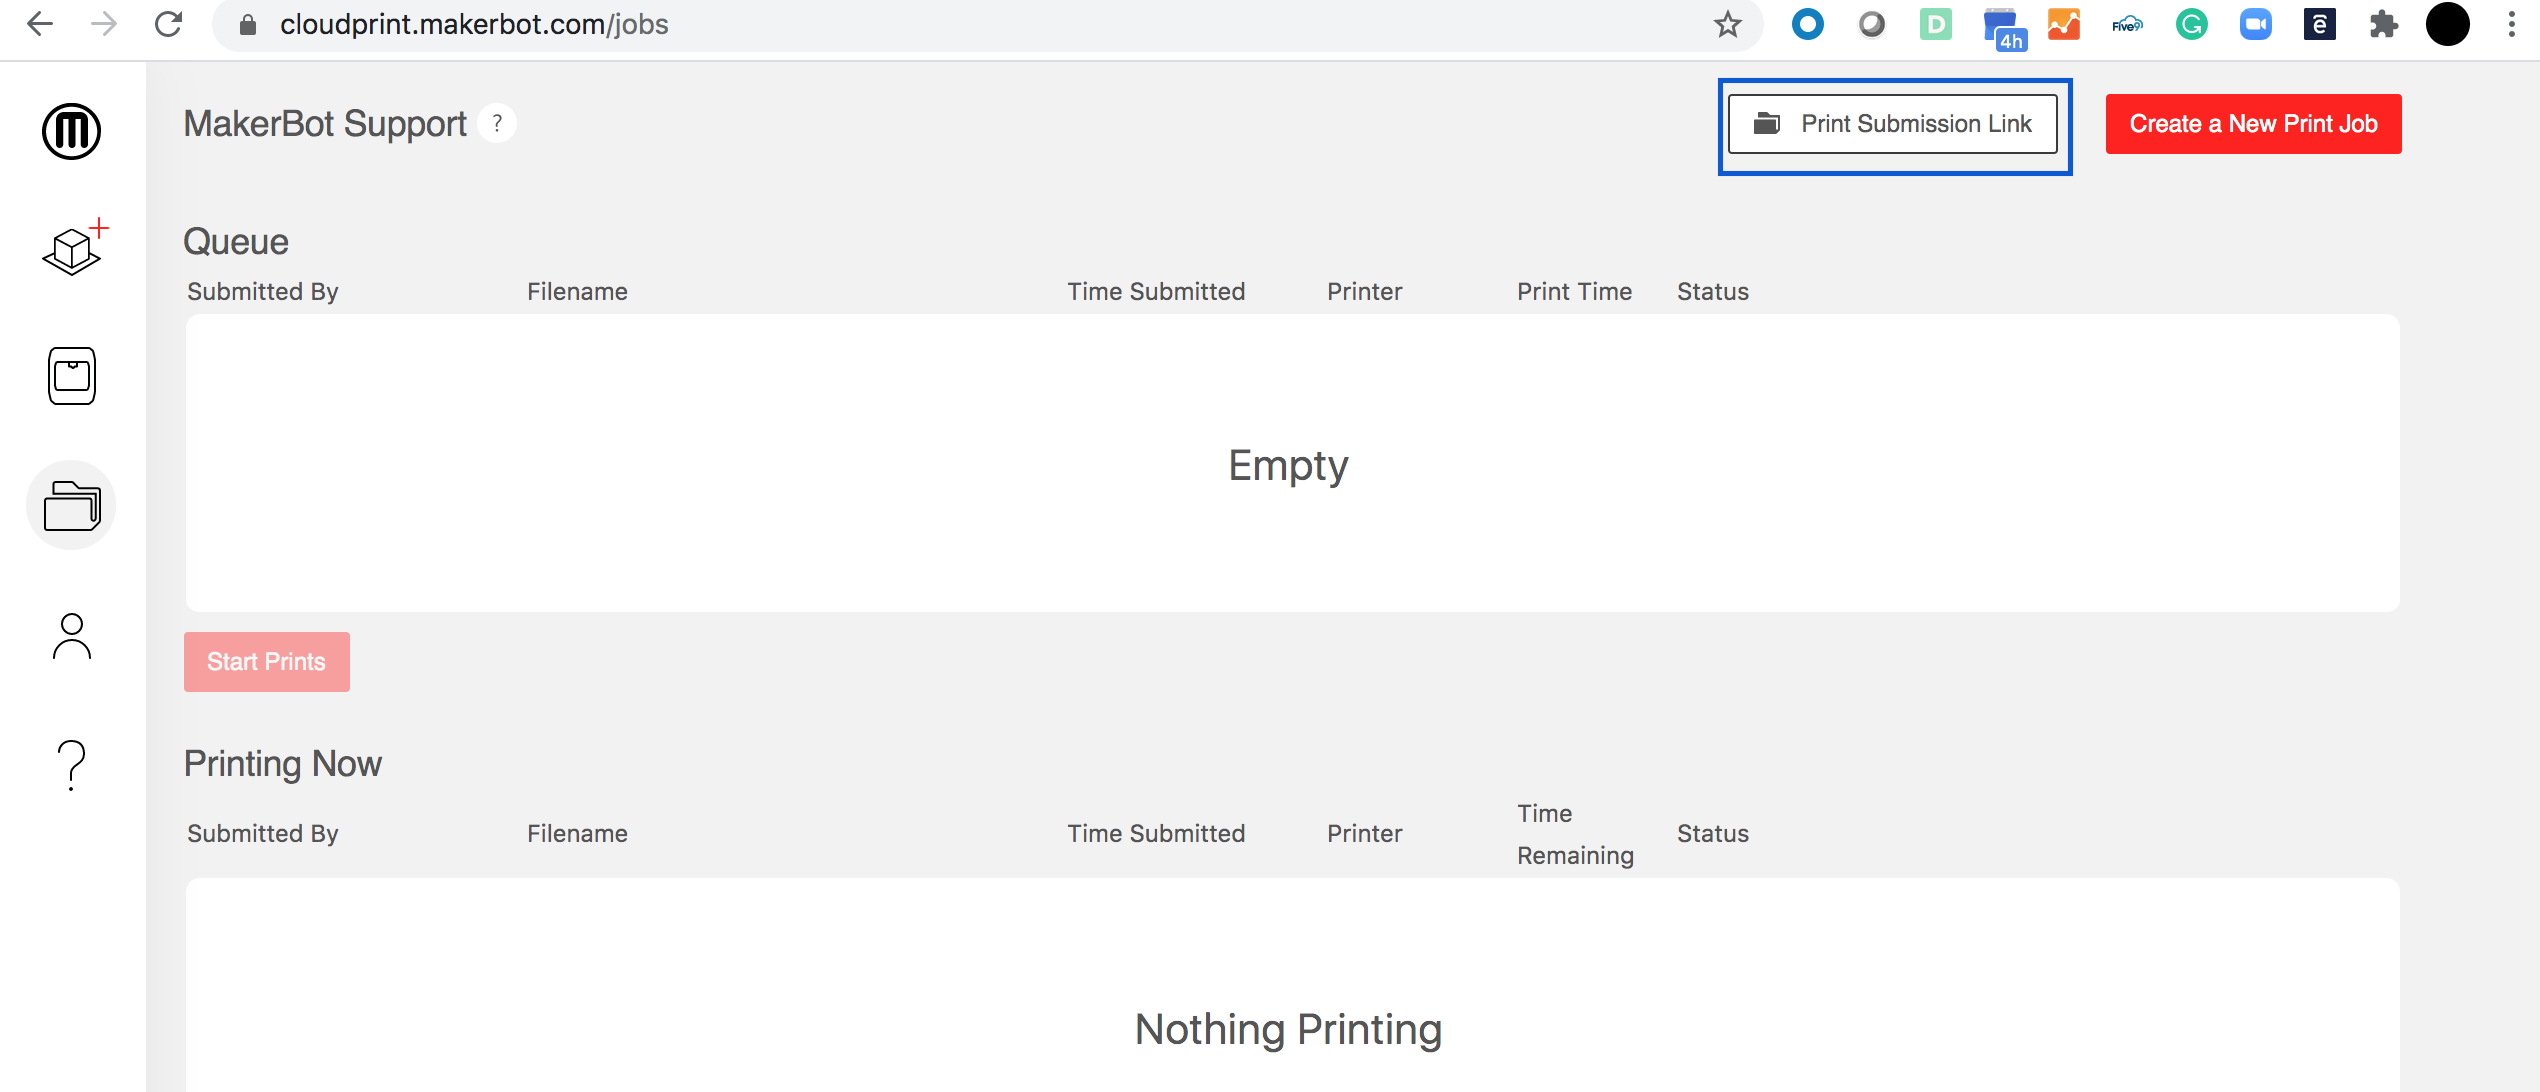 cloudprint.makerbot.com/jobs
D
4h
Five9
G
MakerBot Support ?
Print Submission Link
Create a New Print Job
Queue
Submitted By Filename Time Submitted Printer Print Time Status
Empty
Start Prints
Printing Now
Submitted By Filename Time Submitted Printer Time Remaining Status
Nothing Printing